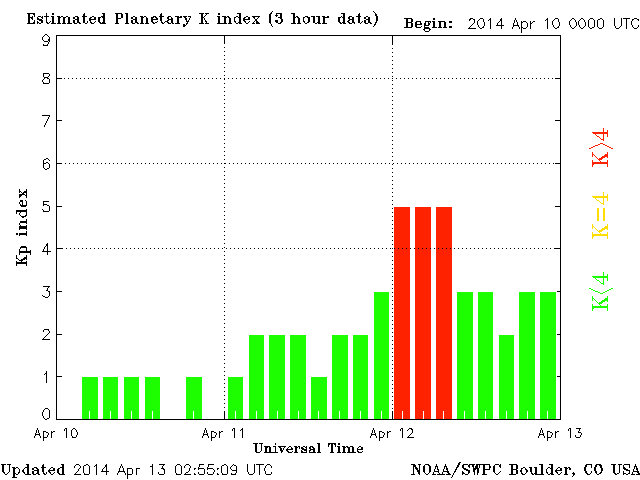 Estimated Planetary K index (3 hour data) Begin: 2014 Apr 10 0000 UTC
9
8
7
6
5
4
3
2
1
0
Kp index
K>4
K=4
K<4
Apr 10 Apr 11 Apr 12 Apr 13
Universal Time
Updated 2014 Apr 13 02:55:09 UTC NOAA/SWPC Boulder, CO USA